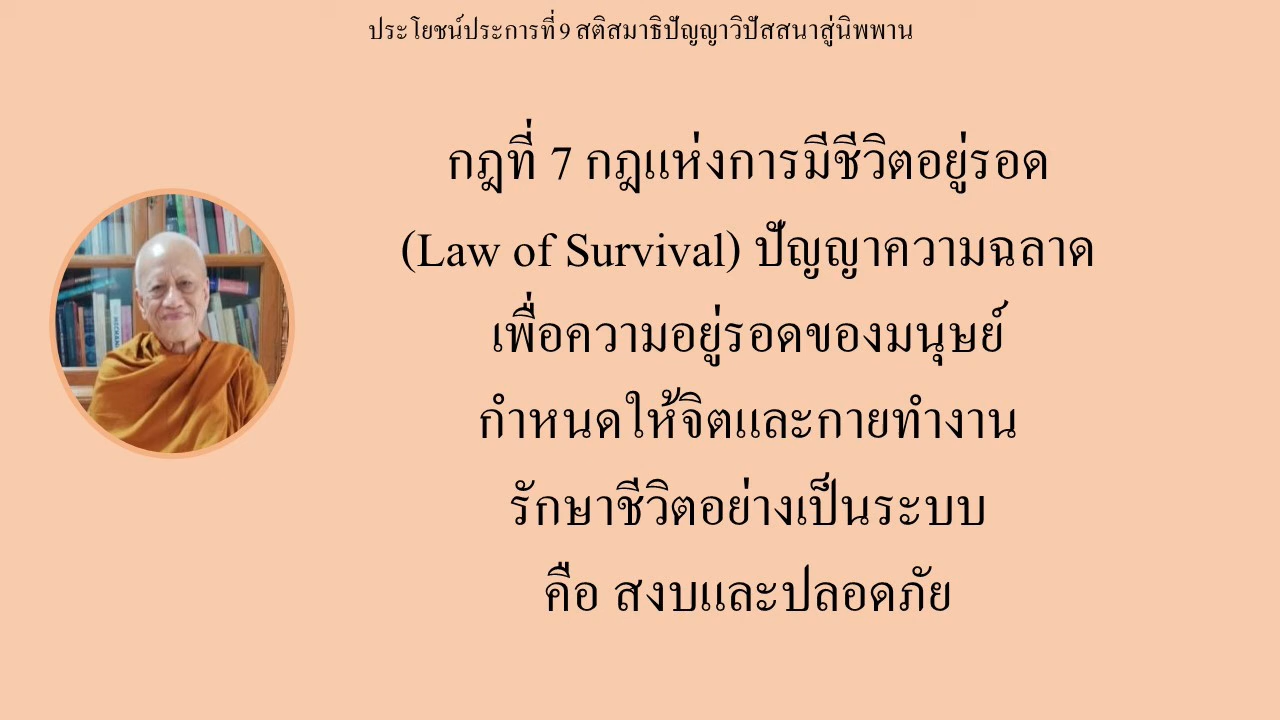 ประโยชน์ประการที่ 9 สติสมาธิปัญญาวิปัสสนาสู่นิพพาน
กฎที่ 7 กฎแห่งการมีชีวิตอยู่รอด
(Law of Survival) ปัญญาความฉลาด
เพื่อความอยู่รอดของมนุษย์
กำหนดให้จิตและกายทำงาน
รักษาชีวิตอย่างเป็นระบบ
คือ สงบและปลอดภัย